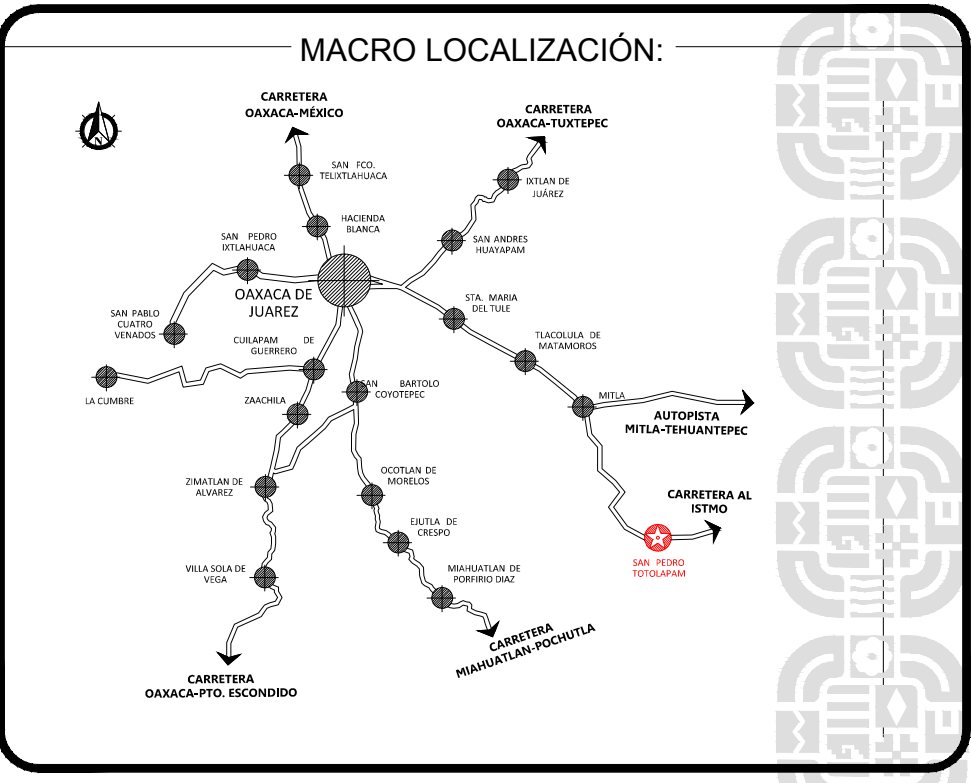 MACRO LOCALIZACIÓN:
CARRETERA
OAXACA-MÉXICO
CARRETERA
OAXACA-TUXTEPEC
N
SAN FCO.
TELIXTLAHUACA
IXTLAN DE
JUÁREZ
HACIENDA
BLANCA
SAN PEDRO
IXTLAHUACA
SAN ANDRES
HUAYAPAM
OAXACA DE
JUAREZ
STA. MARIA
DEL TULE
SAN PABLO
CUATRO
VENADOS
CUILAPAM DE
GUERRERO
TLACOLULA DE
MATAMOROS
LA CUMBRE
ZAACHILA
SAN BARTOLO
COYOTEPEC
MITLA
AUTOPISTA
MITLA-TEHUANTEPEC
ZIMATLAN DE
ALVAREZ
OCOTLAN DE
MORELOS
CARRETERA AL
ISTMO
EJUTLA DE
CRESPO
SAN PEDRO
TOTOLAPAM
VILLA SOLA DE
VEGA
MIAHUATLAN DE
PORFIRIO DIAZ
CARRETERA
MIAHUATLAN-POCHUTLA
CARRETERA
OAXACA-PTO. ESCONDIDO